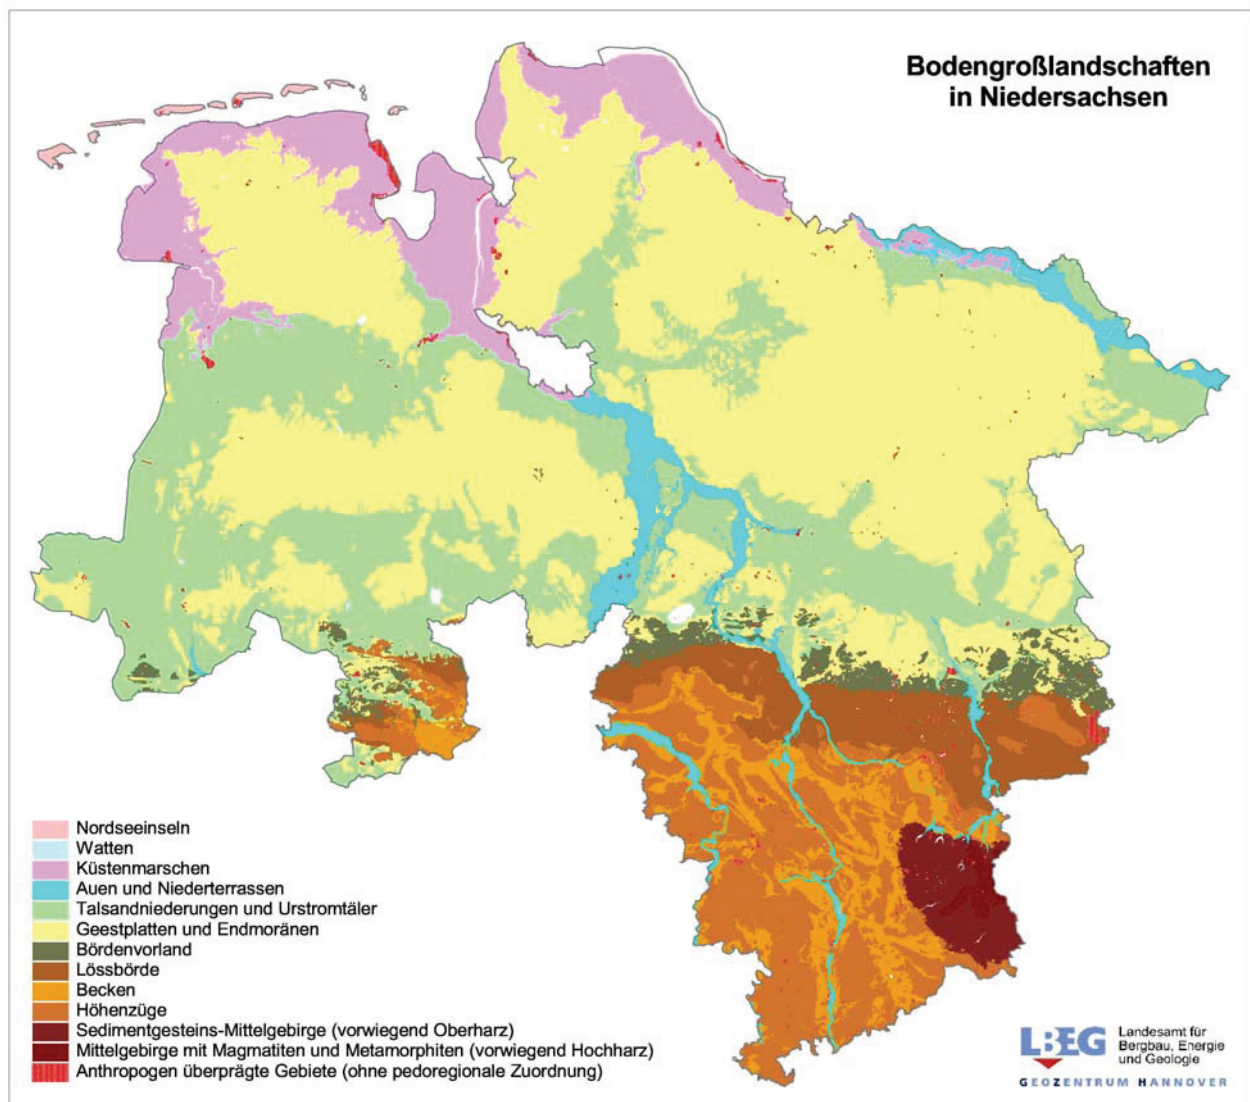 Bodengroßlandschaften
in Niedersachsen
Nordseeinseln
Watten
Küstenmarschen
Auen und Niederterrassen
Talsandniederungen und Urstromtäler
Geestplatten und Endmoränen
Bördenvorland
Lössbörde
Becken
Höhenzüge
Sedimentgesteins-Mittelgebirge (vorwiegend Oberharz)
Mittelgebirge mit Magmatiten und Metamorphiten (vorwiegend Hochharz)
Anthropogen überprägte Gebiete (ohne pedoregionale Zuordnung)
LBEG
Landesamt für
Bergbau, Energie
und Geologie
GEOZENTRUM HANNOVER